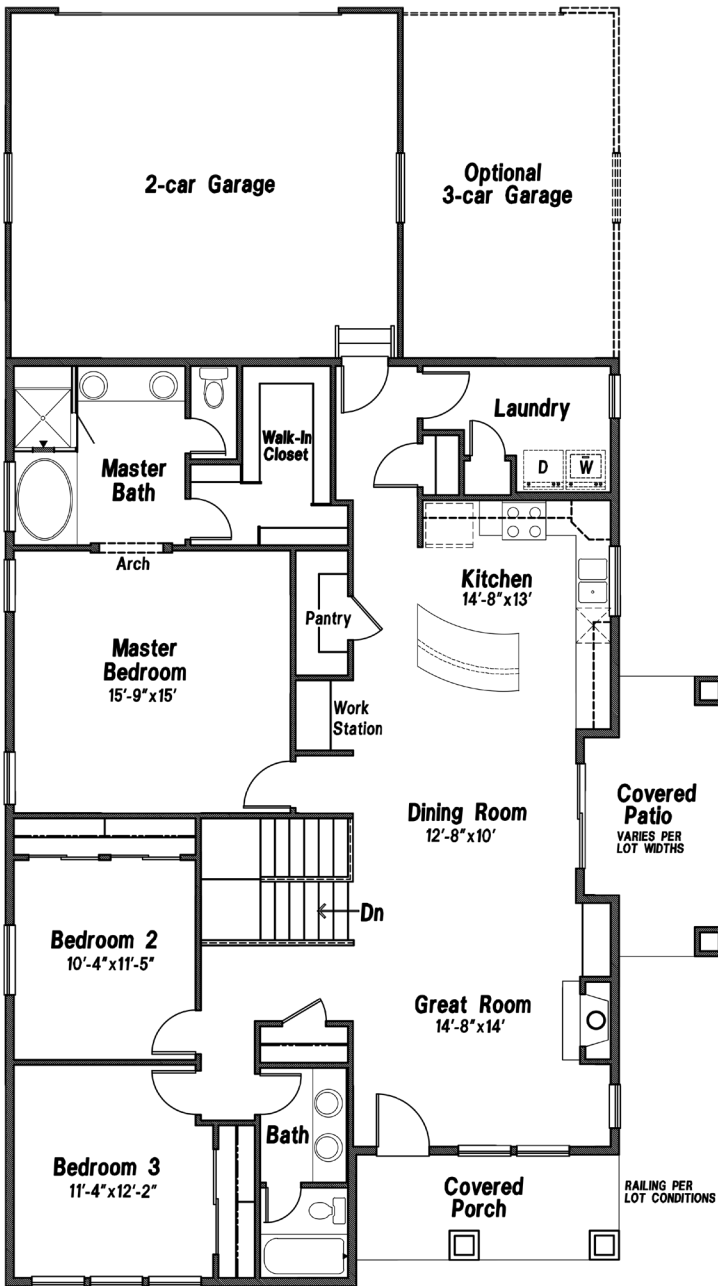 2-car Garage
Optional
3-car Garage
Laundry
D
W
Walk-In
Closet
Master
Bath
Arch
Kitchen
14'-8"x13'
Pantry
Master
Bedroom
15'-9"x15'
Work
Station
Dining Room
12'-8"x10'
Covered
Patio
VARIES PER
LOT WIDTHS
Dn
Bedroom 2
10'-4"x11'-5"
Great Room
14'-8"x14'
Bath
Bedroom 3
11'-4"x12'-2"
Covered
Porch
RAILING PER
LOT CONDITIONS